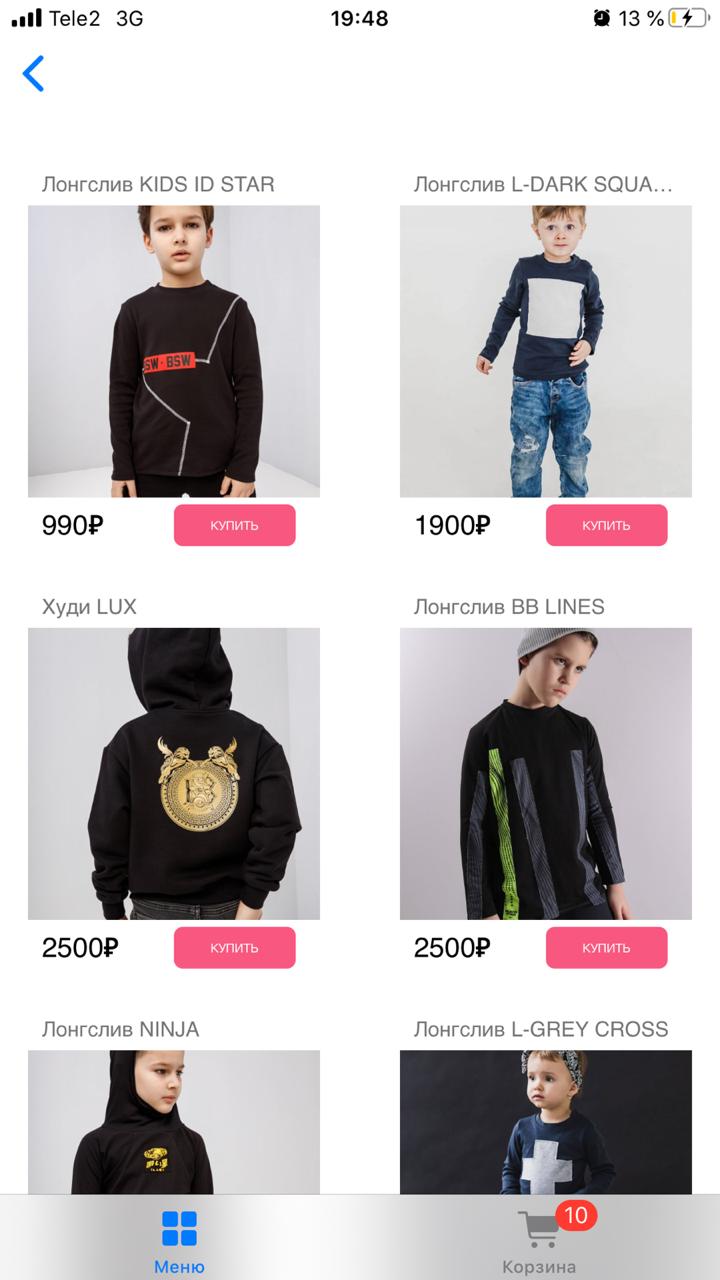 Tele2 3G 19:48 13 %
Лонгслив KIDS ID STAR
Лонгслив L-DARK SQUA...
SW · BSW
990₽ КУПИТЬ
1900₽ КУПИТЬ
Худи LUX
Лонгслив BB LINES
2500₽ КУПИТЬ
2500₽ КУПИТЬ
Лонгслив NINJA
Лонгслив L-GREY CROSS
10
Меню
Корзина